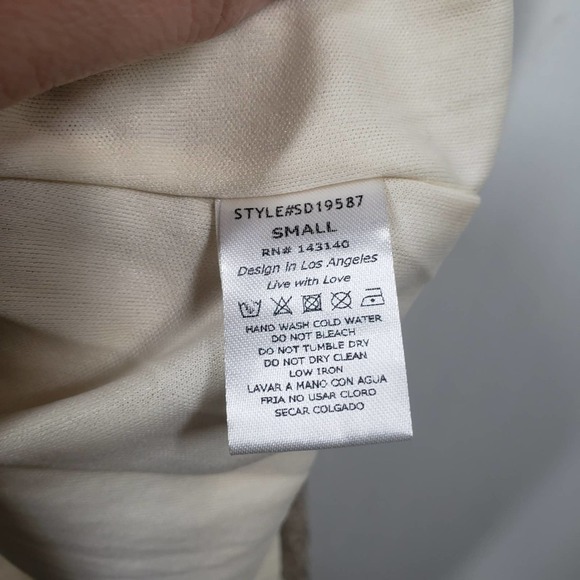 STYLE#SD19587
SMALL
RN# 143140
Design in Los Angeles
Live with Love
HAND WASH COLD WATER
DO NOT BLEACH
DO NOT TUMBLE DRY
DO NOT DRY CLEAN
LOW IRON
LAVAR A MANO CON AGUA
FRIA NO USAR CLORO
SECAR COLGADO